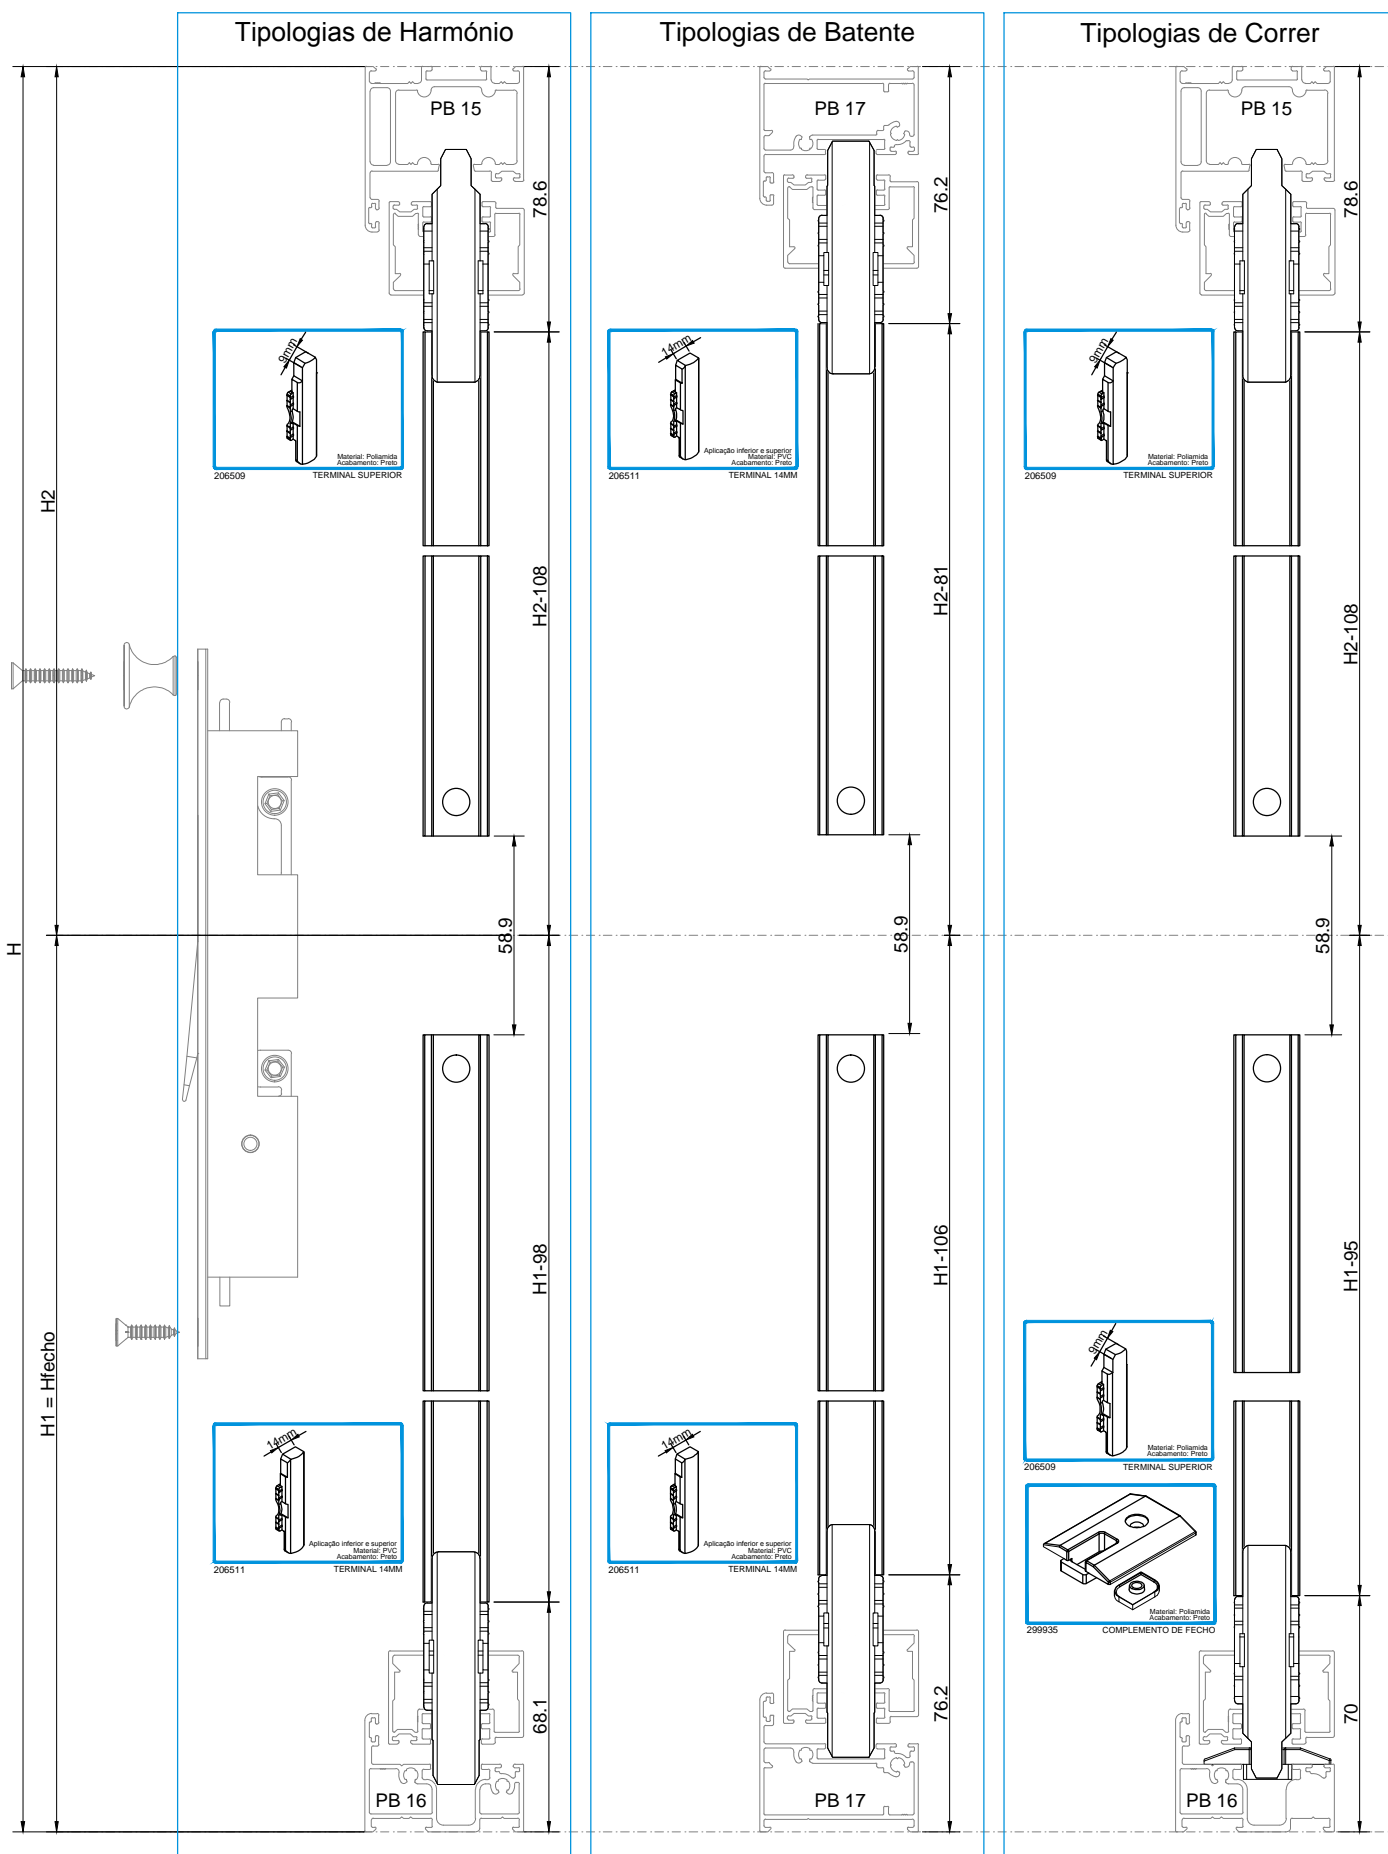 Tipologias de Harmónio
Tipologias de Batente
Tipologias de Correr
PB 15
PB 17
PB 15
78.6
76.2
78.6
9mm
Material: Poliamida
Acabamento: Preto
206509
TERMINAL SUPERIOR
14mm
Aplicação inferior e superior
Material: PVC
Acabamento: Preto
206511
TERMINAL 14MM
9mm
Material: Poliamida
Acabamento: Preto
206509
TERMINAL SUPERIOR
H2
H2-108
H2-81
H2-108
H
58.9
58.9
58.9
H1 = Hfecho
H1-98
H1-106
H1-95
14mm
Aplicação inferior e superior
Material: PVC
Acabamento: Preto
206511
TERMINAL 14MM
14mm
Aplicação inferior e superior
Material: PVC
Acabamento: Preto
206511
TERMINAL 14MM
9mm
Material: Poliamida
Acabamento: Preto
206509
TERMINAL SUPERIOR
Material: Poliamida
Acabamento: Preto
299935
COMPLEMENTO DE FECHO
68.1
76.2
70
PB 16
PB 17
PB 16